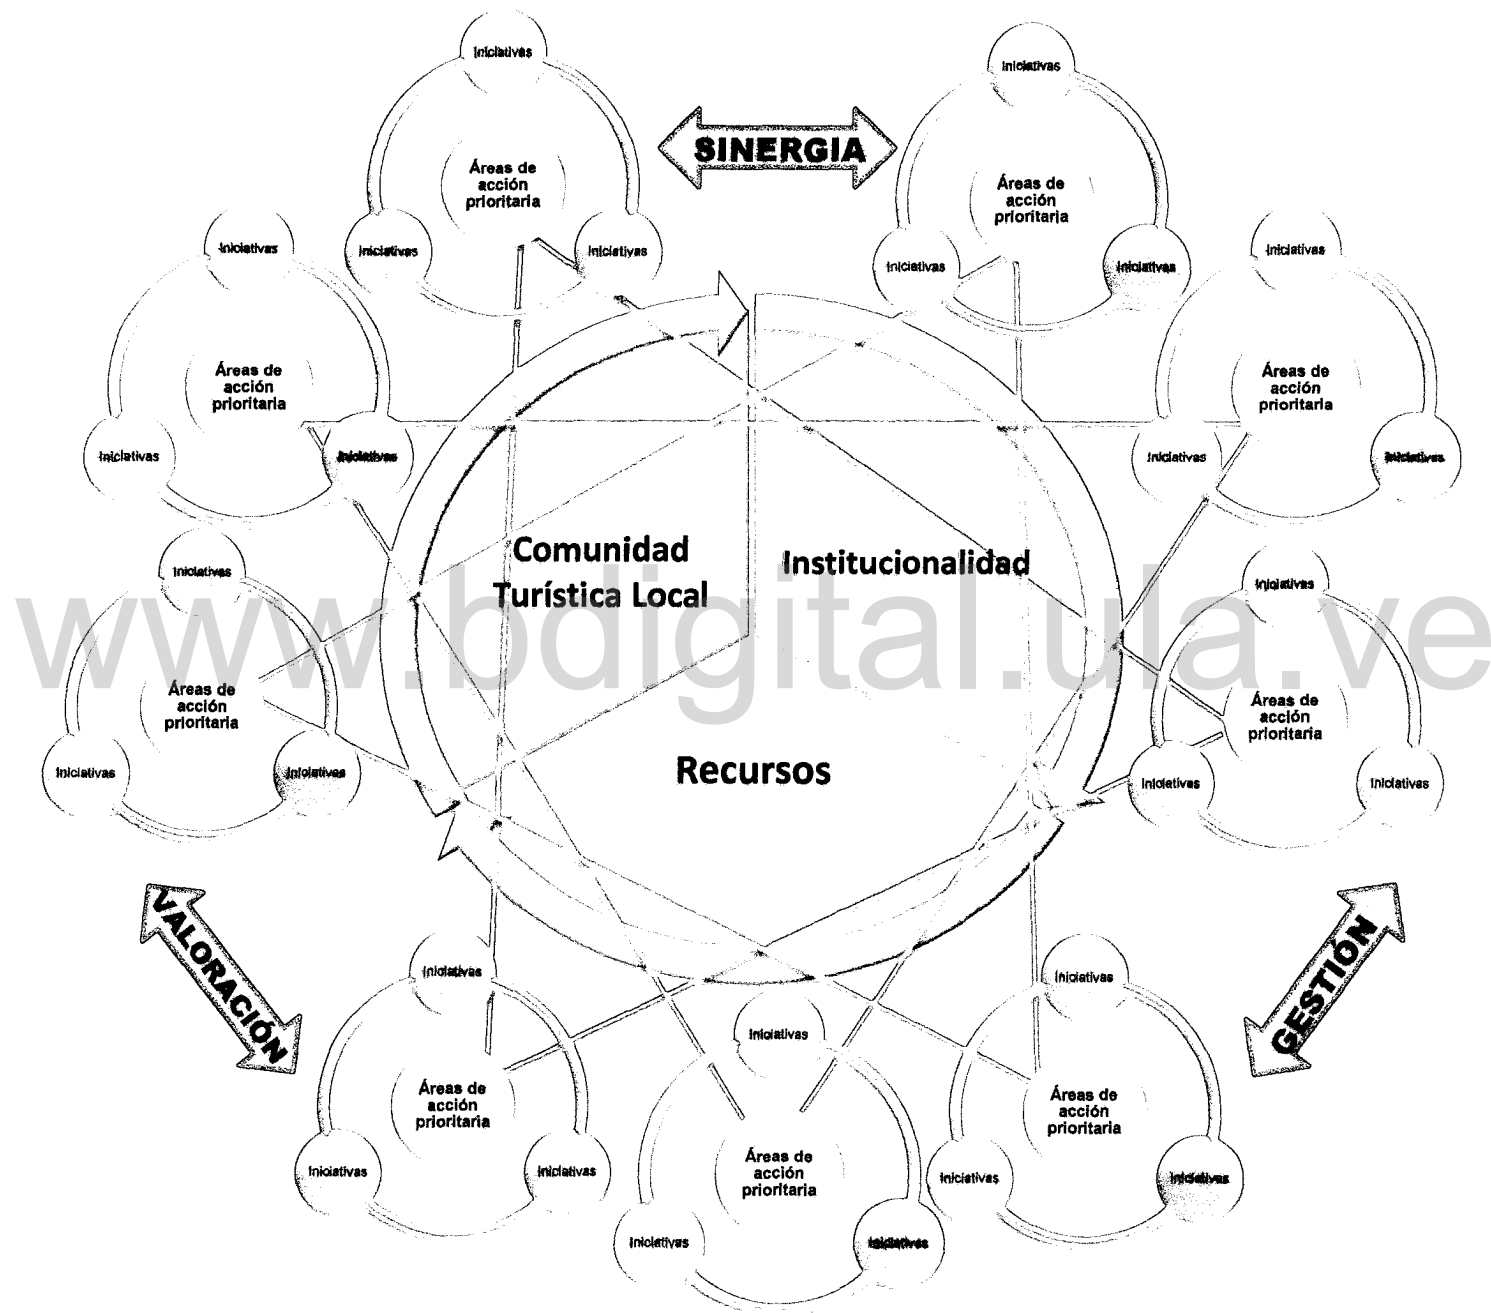 Iniciativas
Iniciativas
SINERGIA
Áreas de
acción
prioritaria
Áreas de
acción
prioritaria
Iniciativas
Iniciativas
Iniciativas
Iniciativas
Iniciativas
Iniciativas
Áreas de
acción
prioritaria
Áreas de
acción
prioritaria
Iniciativas
Iniciativas
Iniciativas
Iniciativas
Comunidad
Turística Local
Institucionalidad
Iniciativas
Iniciativas
www.bdigital.ula.ve
Áreas de
acción
prioritaria
Áreas de
acción
prioritaria
Recursos
Iniciativas
Iniciativas
Iniciativas
Iniciativas
VALORACIÓN
GESTIÓN
Iniciativas
Iniciativas
Iniciativas
Áreas de
acción
prioritaria
Áreas de
acción
prioritaria
Áreas de
acción
prioritaria
Iniciativas
Iniciativas
Iniciativas
Iniciativas
Iniciativas
Iniciativas